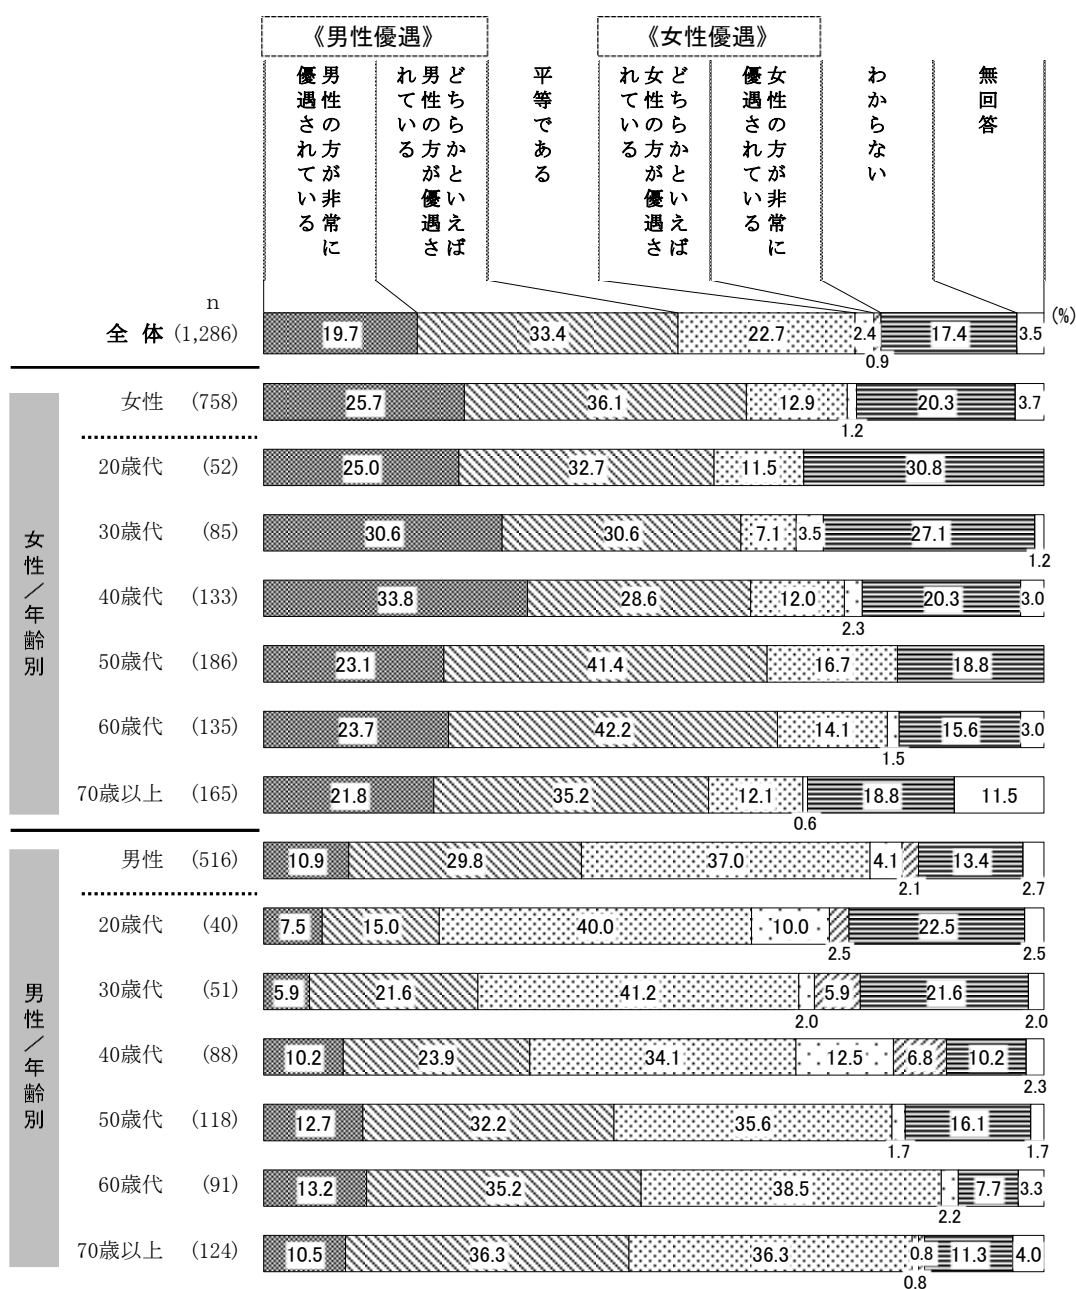 《男性優遇》
《女性優遇》
男性の方が非常に
優遇されている
どちらかといえば
男性の方が優遇さ
れている
平等である
どちらかといえば
女性の方が優遇さ
れている
女性の方が非常に
優遇されている
わからない
無回答
n
(%)
全体 (1,286) 19.7 33.4 22.7 2.4 0.9 17.4 3.5
女性／年齢別
女性 (758) 25.7 36.1 12.9 1.2 20.3 3.7
20歳代 (52) 25.0 32.7 11.5 30.8
30歳代 (85) 30.6 30.6 7.1 3.5 27.1 1.2
40歳代 (133) 33.8 28.6 12.0 2.3 20.3 3.0
50歳代 (186) 23.1 41.4 16.7 18.8
60歳代 (135) 23.7 42.2 14.1 1.5 15.6 3.0
70歳以上 (165) 21.8 35.2 12.1 0.6 18.8 11.5
男性／年齢別
男性 (516) 10.9 29.8 37.0 4.1 2.1 13.4 2.7
20歳代 (40) 7.5 15.0 40.0 10.0 2.5 22.5 2.5
30歳代 (51) 5.9 21.6 41.2 2.0 5.9 21.6 2.0
40歳代 (88) 10.2 23.9 34.1 12.5 6.8 10.2 2.3
50歳代 (118) 12.7 32.2 35.6 1.7 16.1 1.7
60歳代 (91) 13.2 35.2 38.5 2.2 7.7 3.3
70歳以上 (124) 10.5 36.3 36.3 0.8 0.8 11.3 4.0